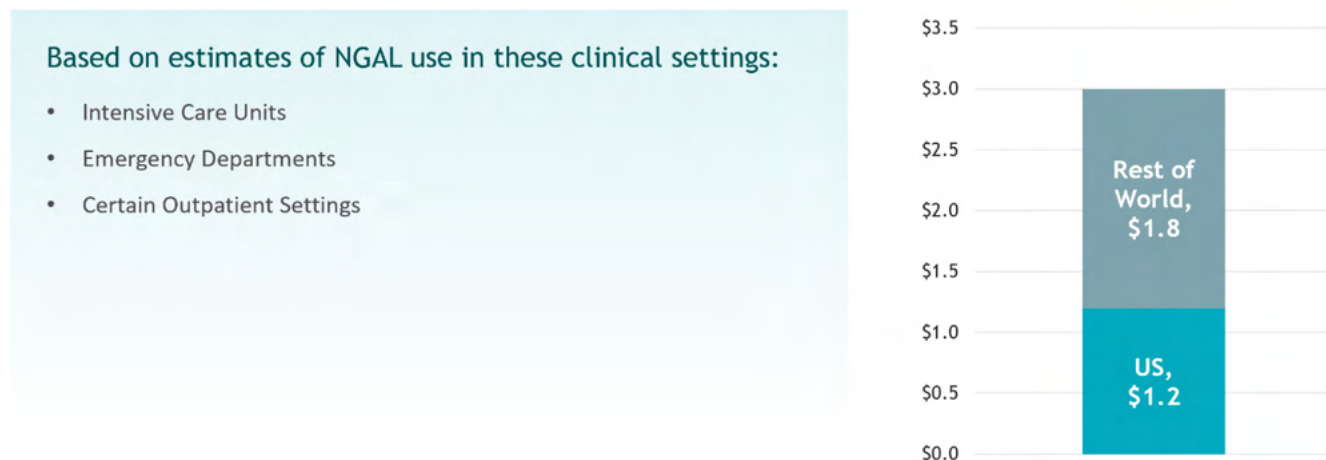 Based on estimates of NGAL use in these clinical settings:
• Intensive Care Units
• Emergency Departments
• Certain Outpatient Settings
$3.5
$3.0
$2.5
$2.0
$1.5
$1.0
$0.5
$0.0
Rest of
World,
$1.8
US,
$1.2